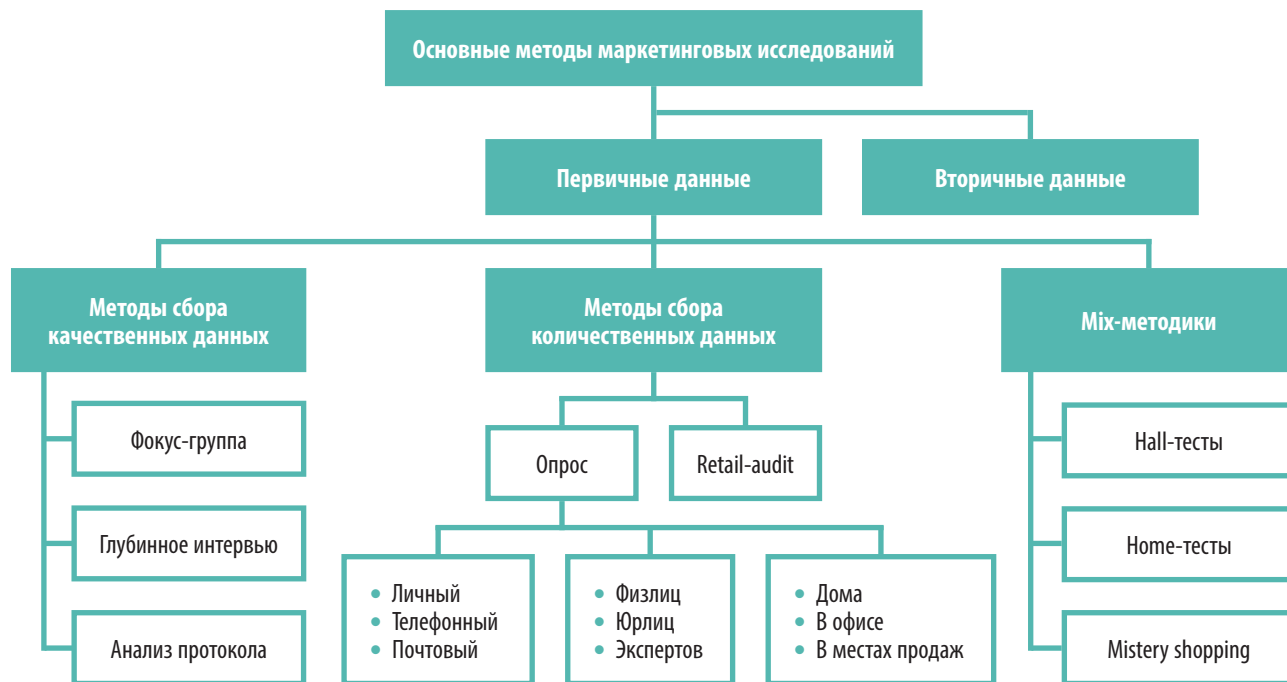 Основные методы маркетинговых исследований
Первичные данные
Вторичные данные
Методы сбора
качественных данных
Методы сбора
количественных данных
Mix-методики
Фокус-группа
Глубинное интервью
Анализ протокола
Опрос
Retail-audit
• Личный
• Телефонный
• Почтовый
• Физлиц
• Юрлиц
• Экспертов
• Дома
• В офисе
• В местах продаж
Hall-тесты
Home-тесты
Mistery shopping